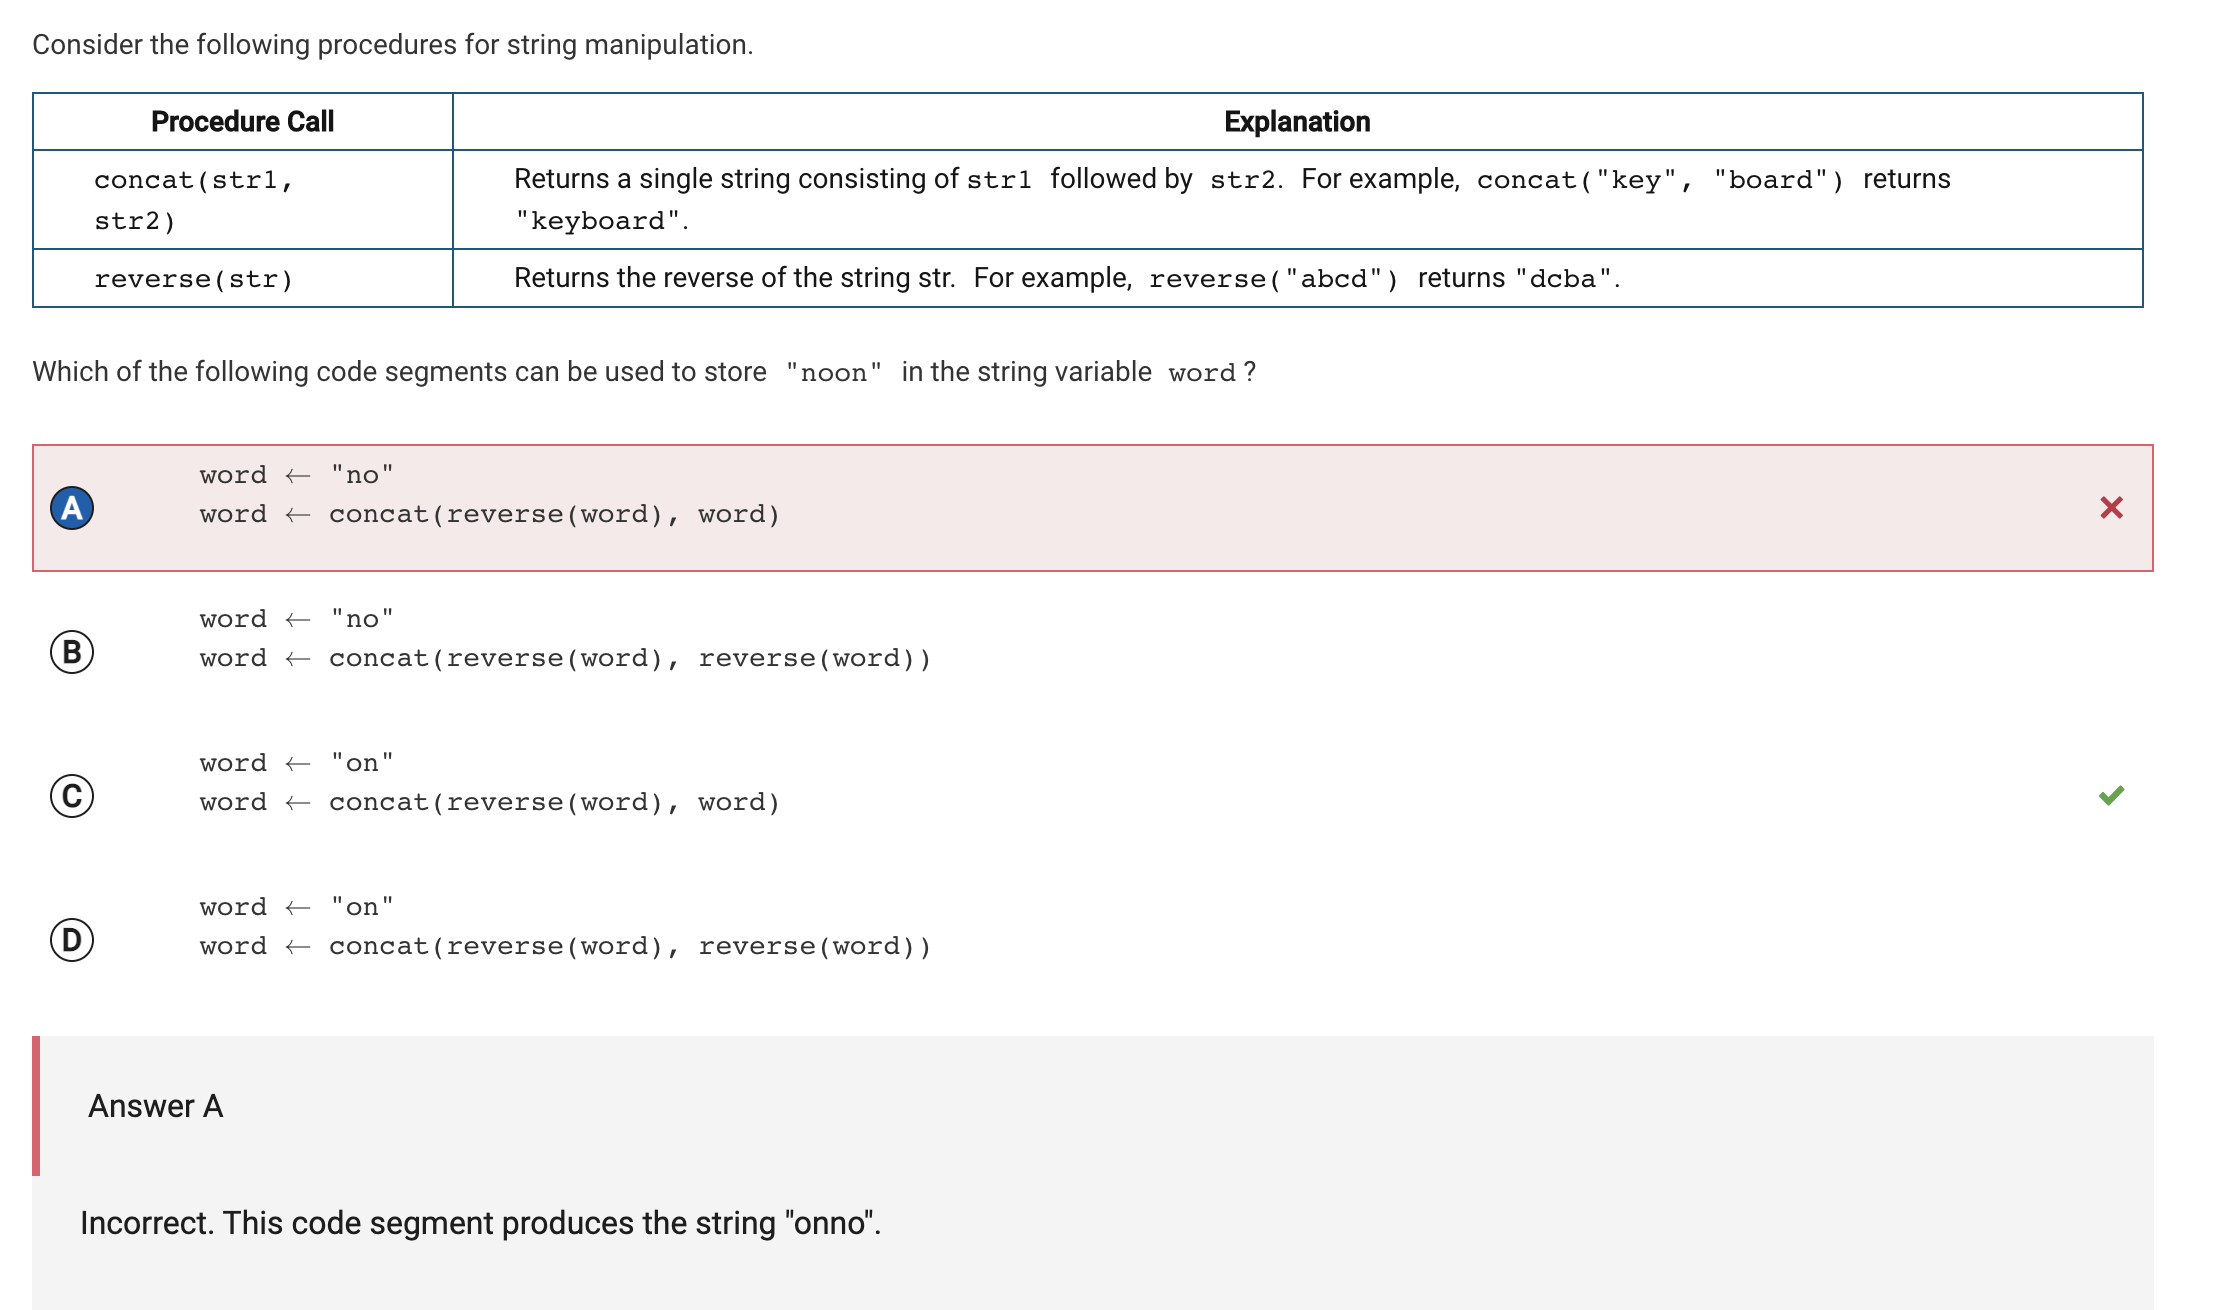 Consider the following procedures for string manipulation.
Procedure Call
Explanation
concat(str1,
str2)
Returns a single string consisting of str1 followed by str2. For example, concat("key", "board") returns
"keyboard".
reverse(str)
Returns the reverse of the string str. For example, reverse("abcd") returns "dcba".
Which of the following code segments can be used to store "noon" in the string variable word?
A
word ← "no"
word ← concat(reverse(word), word)
B
word ← "no"
word ← concat(reverse(word), reverse(word))
C
word ← "on"
word ← concat(reverse(word), word)
D
word ← "on"
word ← concat(reverse(word), reverse(word))
Answer A
Incorrect. This code segment produces the string "onno".